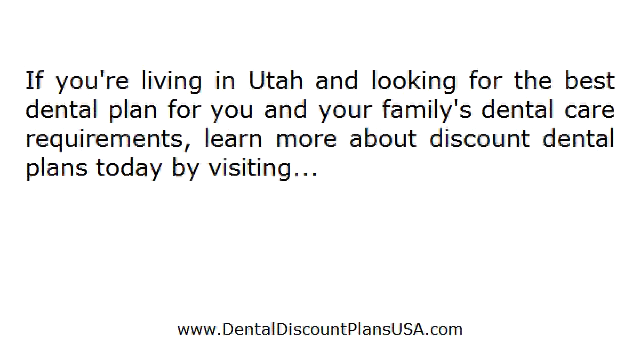 If you're living in Utah and looking for the best
dental plan for you and your family's dental care
requirements, learn more about discount dental
plans today by visiting...
www.DentalDiscountPlansUSA.com